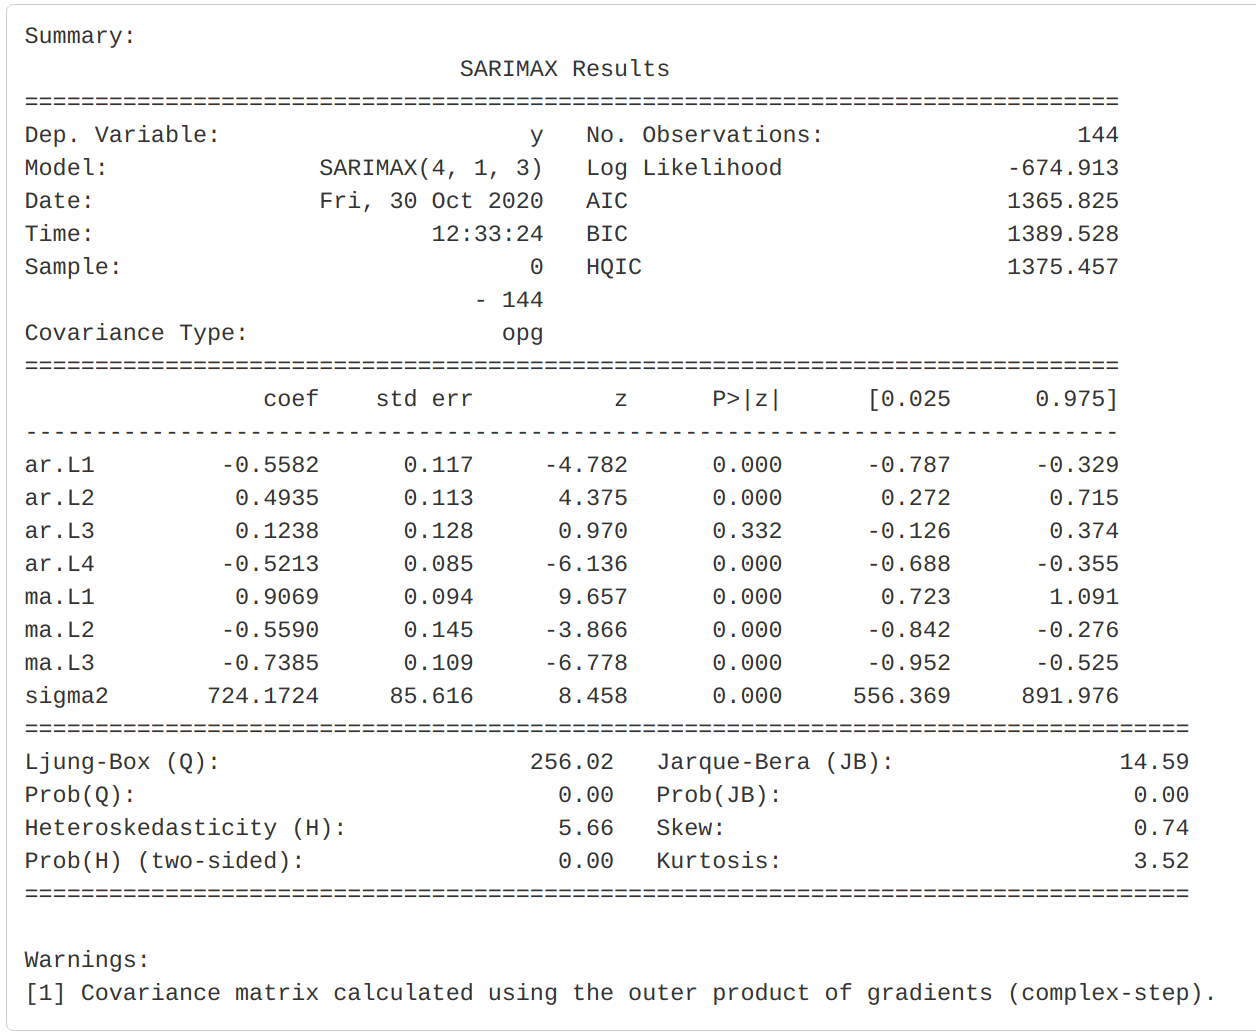 Summary:
                               SARIMAX Results
==============================================================================
Dep. Variable:                      y   No. Observations:                  144
Model:               SARIMAX(4, 1, 3)   Log Likelihood                -674.913
Date:                Fri, 30 Oct 2020   AIC                           1365.825
Time:                        12:33:24   BIC                           1389.528
Sample:                             0   HQIC                          1375.457
                                - 144
Covariance Type:                  opg
==============================================================================
                 coef    std err          z      P>|z|      [0.025      0.975]
------------------------------------------------------------------------------
ar.L1         -0.5582      0.117     -4.782      0.000      -0.787      -0.329
ar.L2          0.4935      0.113      4.375      0.000       0.272       0.715
ar.L3          0.1238      0.128      0.970      0.332      -0.126       0.374
ar.L4         -0.5213      0.085     -6.136      0.000      -0.688      -0.355
ma.L1          0.9069      0.094      9.657      0.000       0.723       1.091
ma.L2         -0.5590      0.145     -3.866      0.000      -0.842      -0.276
ma.L3         -0.7385      0.109     -6.778      0.000      -0.952      -0.525
sigma2       724.1724     85.616      8.458      0.000     556.369     891.976
===================================================================================
Ljung-Box (Q):                      256.02   Jarque-Bera (JB):                14.59
Prob(Q):                              0.00   Prob(JB):                         0.00
Heteroskedasticity (H):               5.66   Skew:                             0.74
Prob(H) (two-sided):                  0.00   Kurtosis:                         3.52
===================================================================================

Warnings:
[1] Covariance matrix calculated using the outer product of gradients (complex-step).